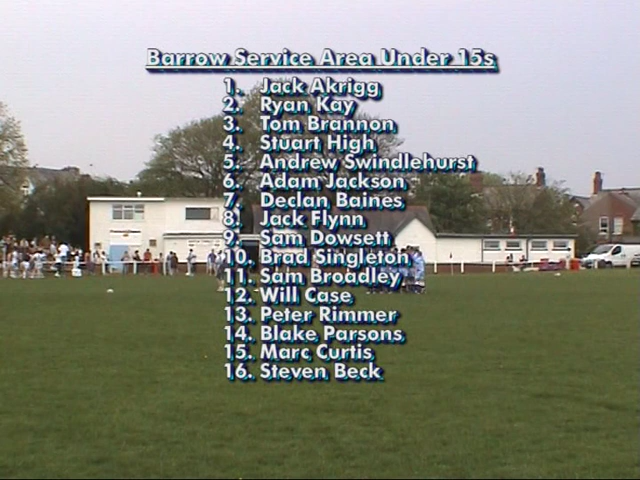 Barrow Service Area Under 15s
1. Jack Akrigg
2. Ryan Kay
3. Tom Brannon
4. Stuart High
5. Andrew Swindlehurst
6. Adam Jackson
7. Declan Baines
8. Jack Flynn
9. Sam Dowsett
10. Brad Singleton
11. Sam Broadley
12. Will Case
13. Peter Rimmer
14. Blake Parsons
15. Marc Curtis
16. Steven Beck